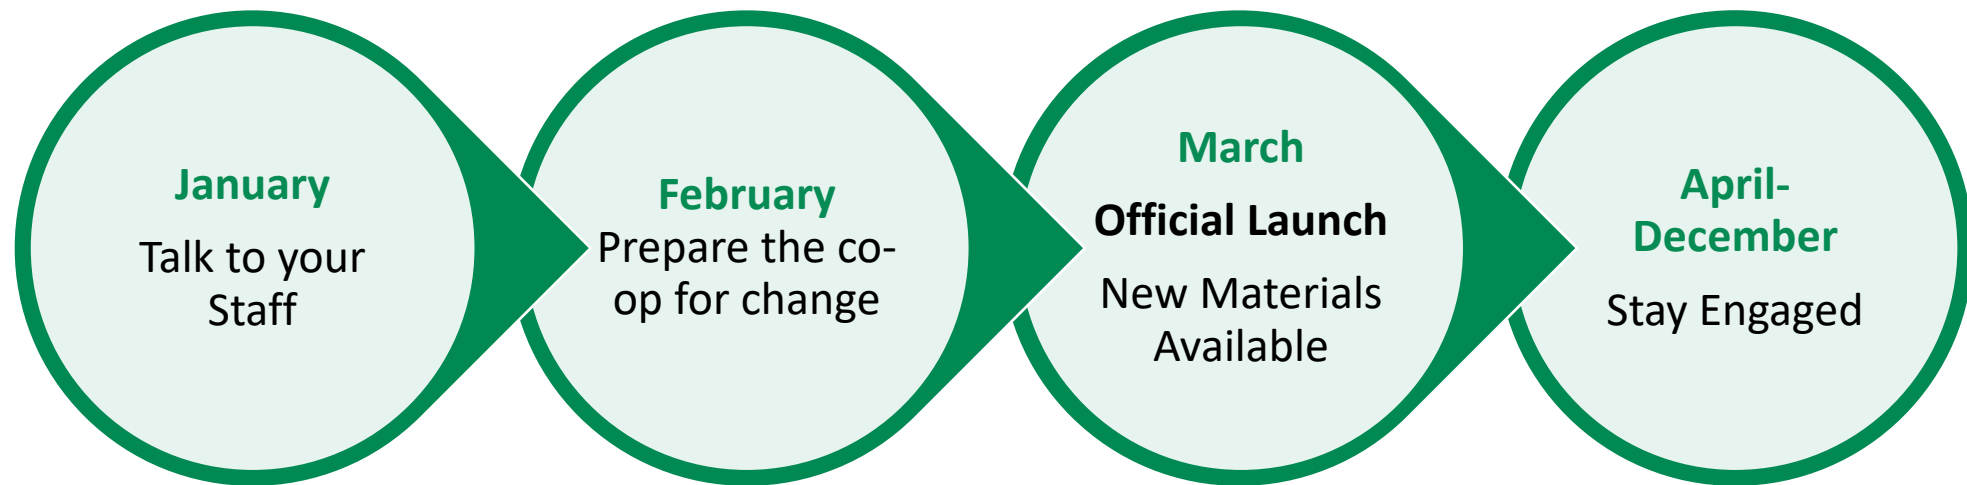 January
Talk to your
Staff
February
Prepare the co-
op for change
March
Official Launch
New Materials
Available
April-
December
Stay Engaged